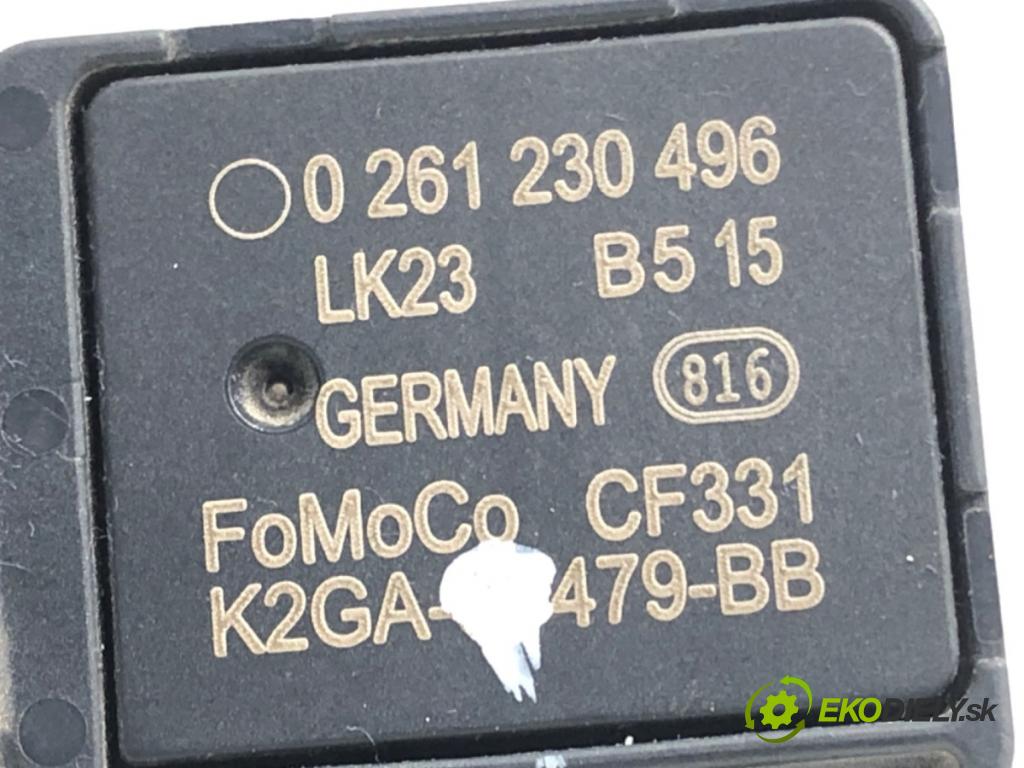 0 261 230 496
LK23 B5 15
GERMANY 816
FoMoCo CF331
479-BB
EKODIELY.sk